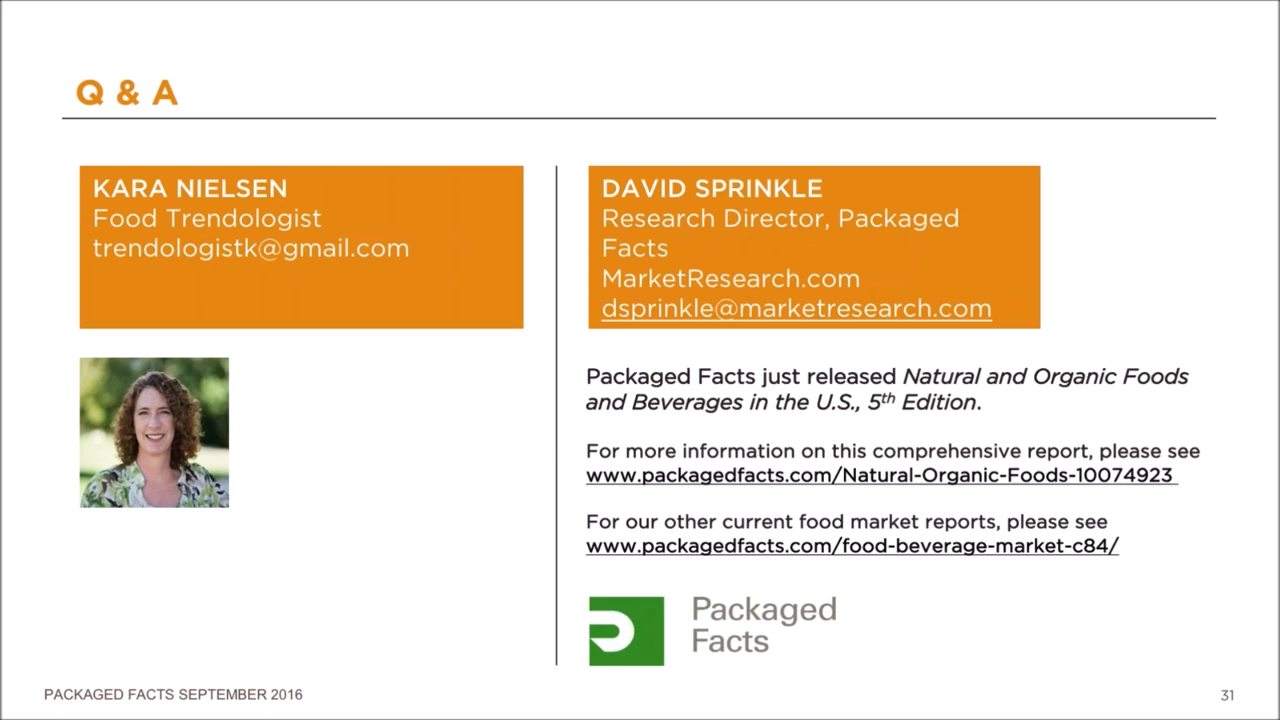 Q & A
KARA NIELSEN
Food Trendologist
trendologistk@gmail.com
DAVID SPRINKLE
Research Director, Packaged
Facts
MarketResearch.com
dsprinkle@marketresearch.com
Packaged Facts just released Natural and Organic Foods
and Beverages in the U.S., 5th Edition.
For more information on this comprehensive report, please see
www.packagedfacts.com/Natural-Organic-Foods-10074923
For our other current food market reports, please see
www.packagedfacts.com/food-beverage-market-c84/
Packaged
Facts
PACKAGED FACTS SEPTEMBER 2016
31